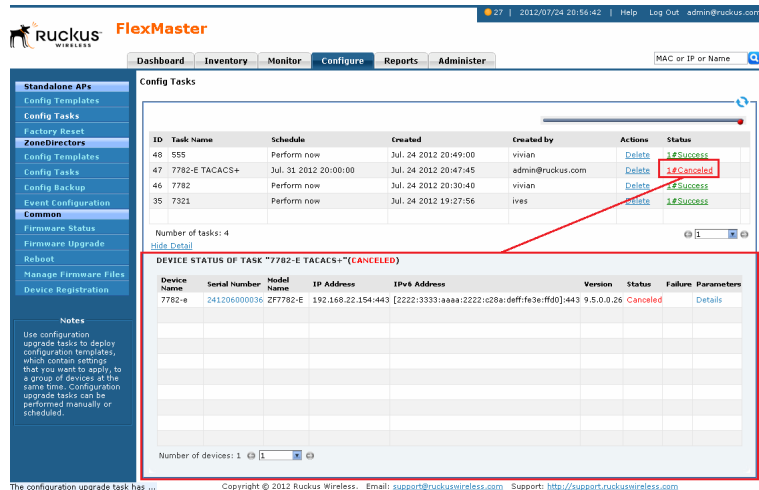 27 | 2012/07/24 20:56:42 | Help Log Out admin@ruckus.com
Ruckus WIRELESS FlexMaster
Dashboard Inventory Monitor Configure Reports Administer
MAC or IP or Name
Standalone APs
Config Templates
Config Tasks
Factory Reset
ZoneDirectors
Config Templates
Config Tasks
Config Backup
Event Configuration
Common
Firmware Status
Firmware Upgrade
Reboot
Manage Firmware Files
Device Registration
Notes
Use configuration
upgrade tasks to deploy
configuration templates,
which contain settings
that you want to apply, to
a group of devices at the
same time. Configuration
upgrade tasks can be
performed manually or
scheduled.
Config Tasks
ID Task Name Schedule Created Created by Actions Status
48 555 Perform now Jul. 24 2012 20:49:00 vivian Delete 1#Success
47 7782-E TACACS+ Jul. 31 2012 20:00:00 Jul. 24 2012 20:47:45 admin@ruckus.com Delete 1#Canceled
46 7782 Perform now Jul. 24 2012 20:30:40 vivian Delete 1#Success
35 7321 Perform now Jul. 24 2012 19:27:56 ives Delete 1#Success
Number of tasks: 4 1
Hide Detail
DEVICE STATUS OF TASK "7782-E TACACS+"(CANCELED)
Device Name Serial Number Model Name IP Address IPv6 Address Version Status Failure Parameters
7782-e 241206000036 ZF7782-E 192.168.22.154:443 [2222:3333:aaaa:2222:c28a:deff:fe3e:ffd0]:443 9.5.0.0.26 Canceled Details
Number of devices: 1 1
The configuration upgrade task has ... Copyright © 2012 Ruckus Wireless. Email: support@ruckuswireless.com Support: http://support.ruckuswireless.com